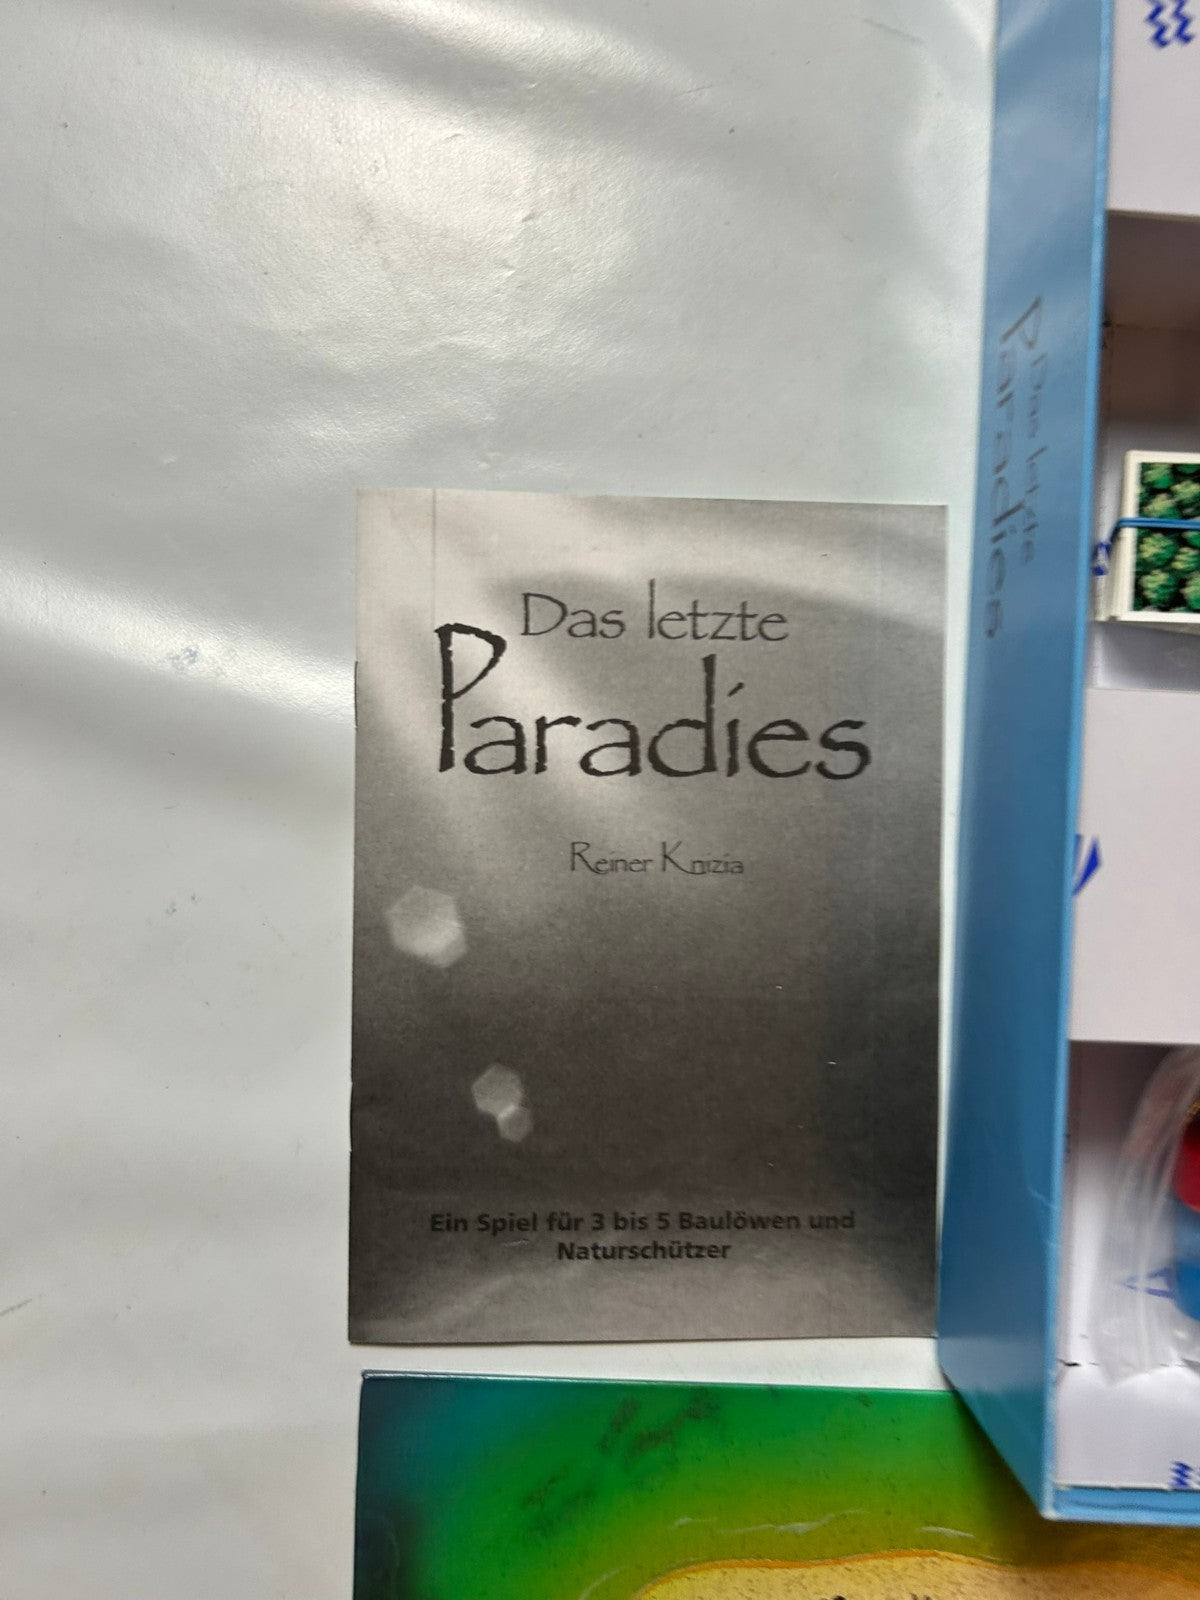 Das letzte
Paradies
Reiner Knizia
Ein Spiel für 3 bis 5 Baulöwen und
Naturschützer
Das letzte
Paradies